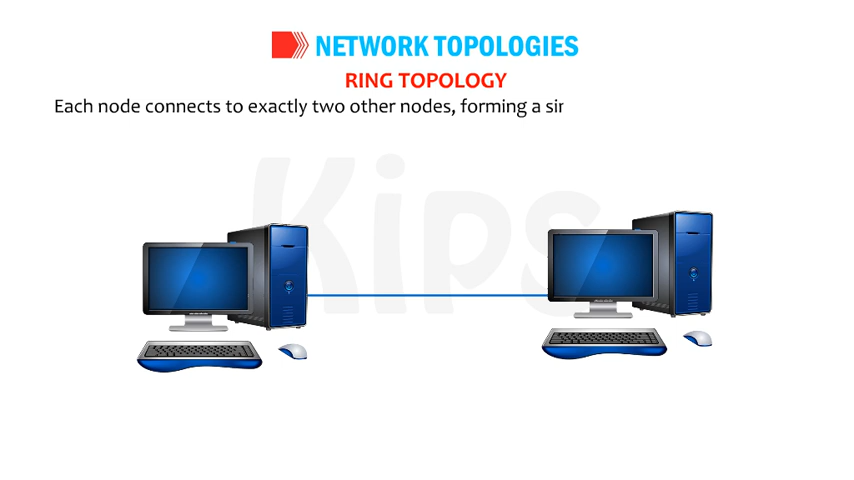 NETWORK TOPOLOGIES
RING TOPOLOGY
Each node connects to exactly two other nodes, forming a
Kips